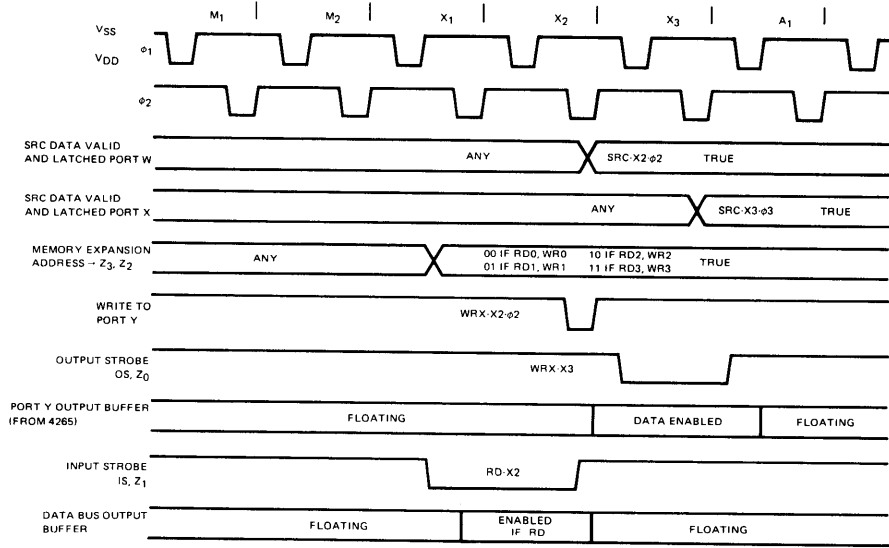 M1 M2 X1 X2 X3 A1
VSS
VDD
φ1
φ2
SRC DATA VALID
AND LATCHED PORT W
ANY
SRC·X2·φ2
TRUE
SRC DATA VALID
AND LATCHED PORT X
ANY
SRC·X3·φ3
TRUE
MEMORY EXPANSION
ADDRESS → Z3, Z2
ANY
00 IF RD0, WR0 10 IF RD2, WR2
01 IF RD1, WR1 11 IF RD3, WR3
TRUE
WRITE TO
PORT Y
WRX·X2·φ2
OUTPUT STROBE
OS, Z0
WRX·X3
PORT Y OUTPUT BUFFER
(FROM 4265)
FLOATING
DATA ENABLED
FLOATING
INPUT STROBE
IS, Z1
RD·X2
DATA BUS OUTPUT
BUFFER
FLOATING
ENABLED
IF RD
FLOATING